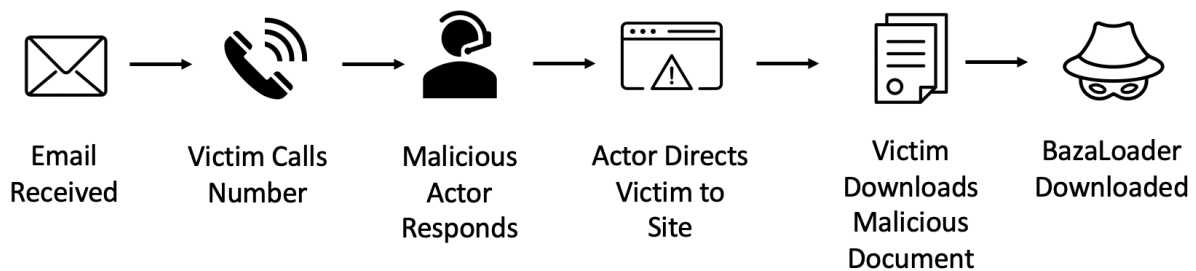 Email
Received
Victim Calls
Number
Malicious
Actor
Responds
Actor Directs
Victim to
Site
Victim
Downloads
Malicious
Document
BazaLoader
Downloaded